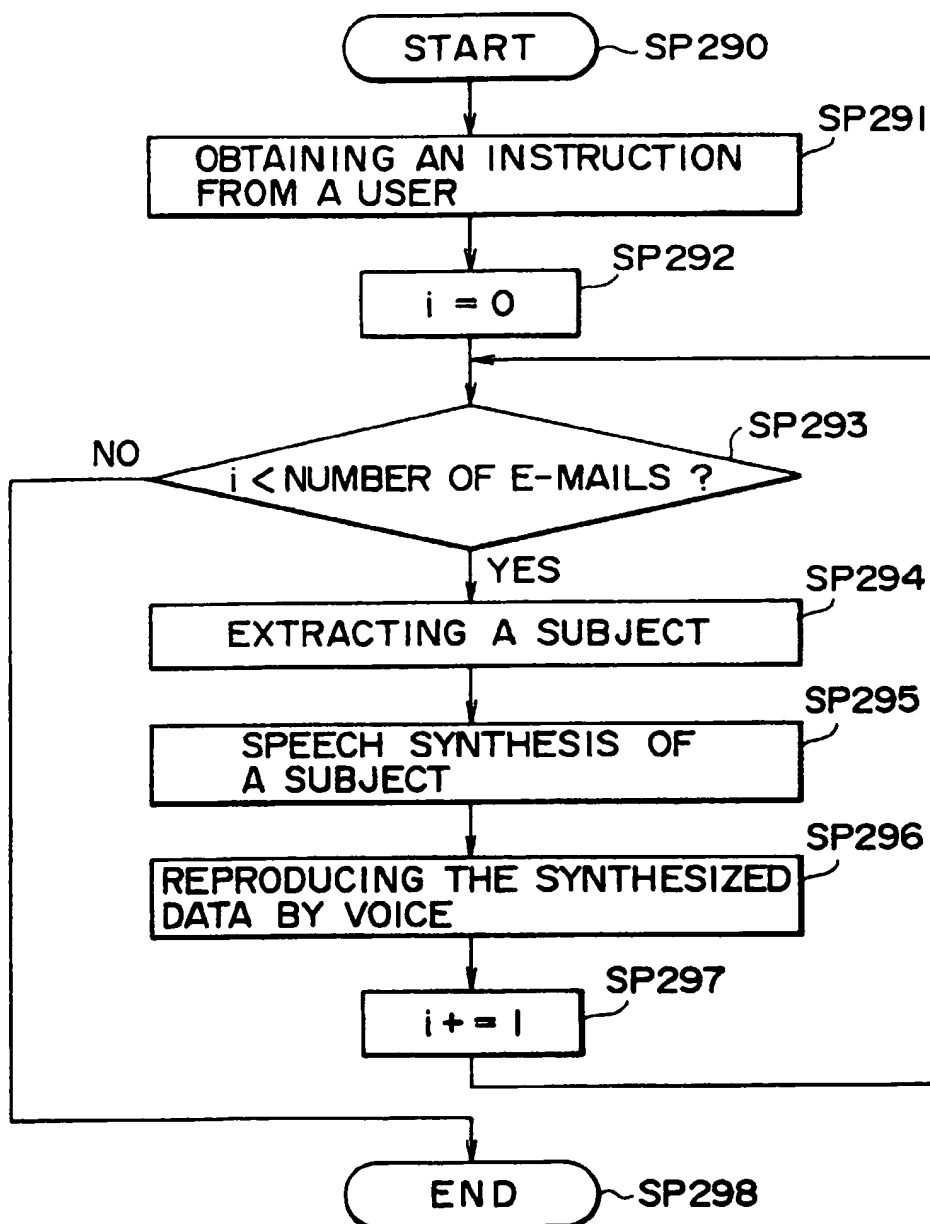 START
SP290
SP291
OBTAINING AN INSTRUCTION
FROM A USER
SP292
i = 0
SP293
NO
i < NUMBER OF E-MAILS ?
YES
SP294
EXTRACTING A SUBJECT
SP295
SPEECH SYNTHESIS OF
A SUBJECT
SP296
REPRODUCING THE SYNTHESIZED
DATA BY VOICE
SP297
i + = 1
END
SP298